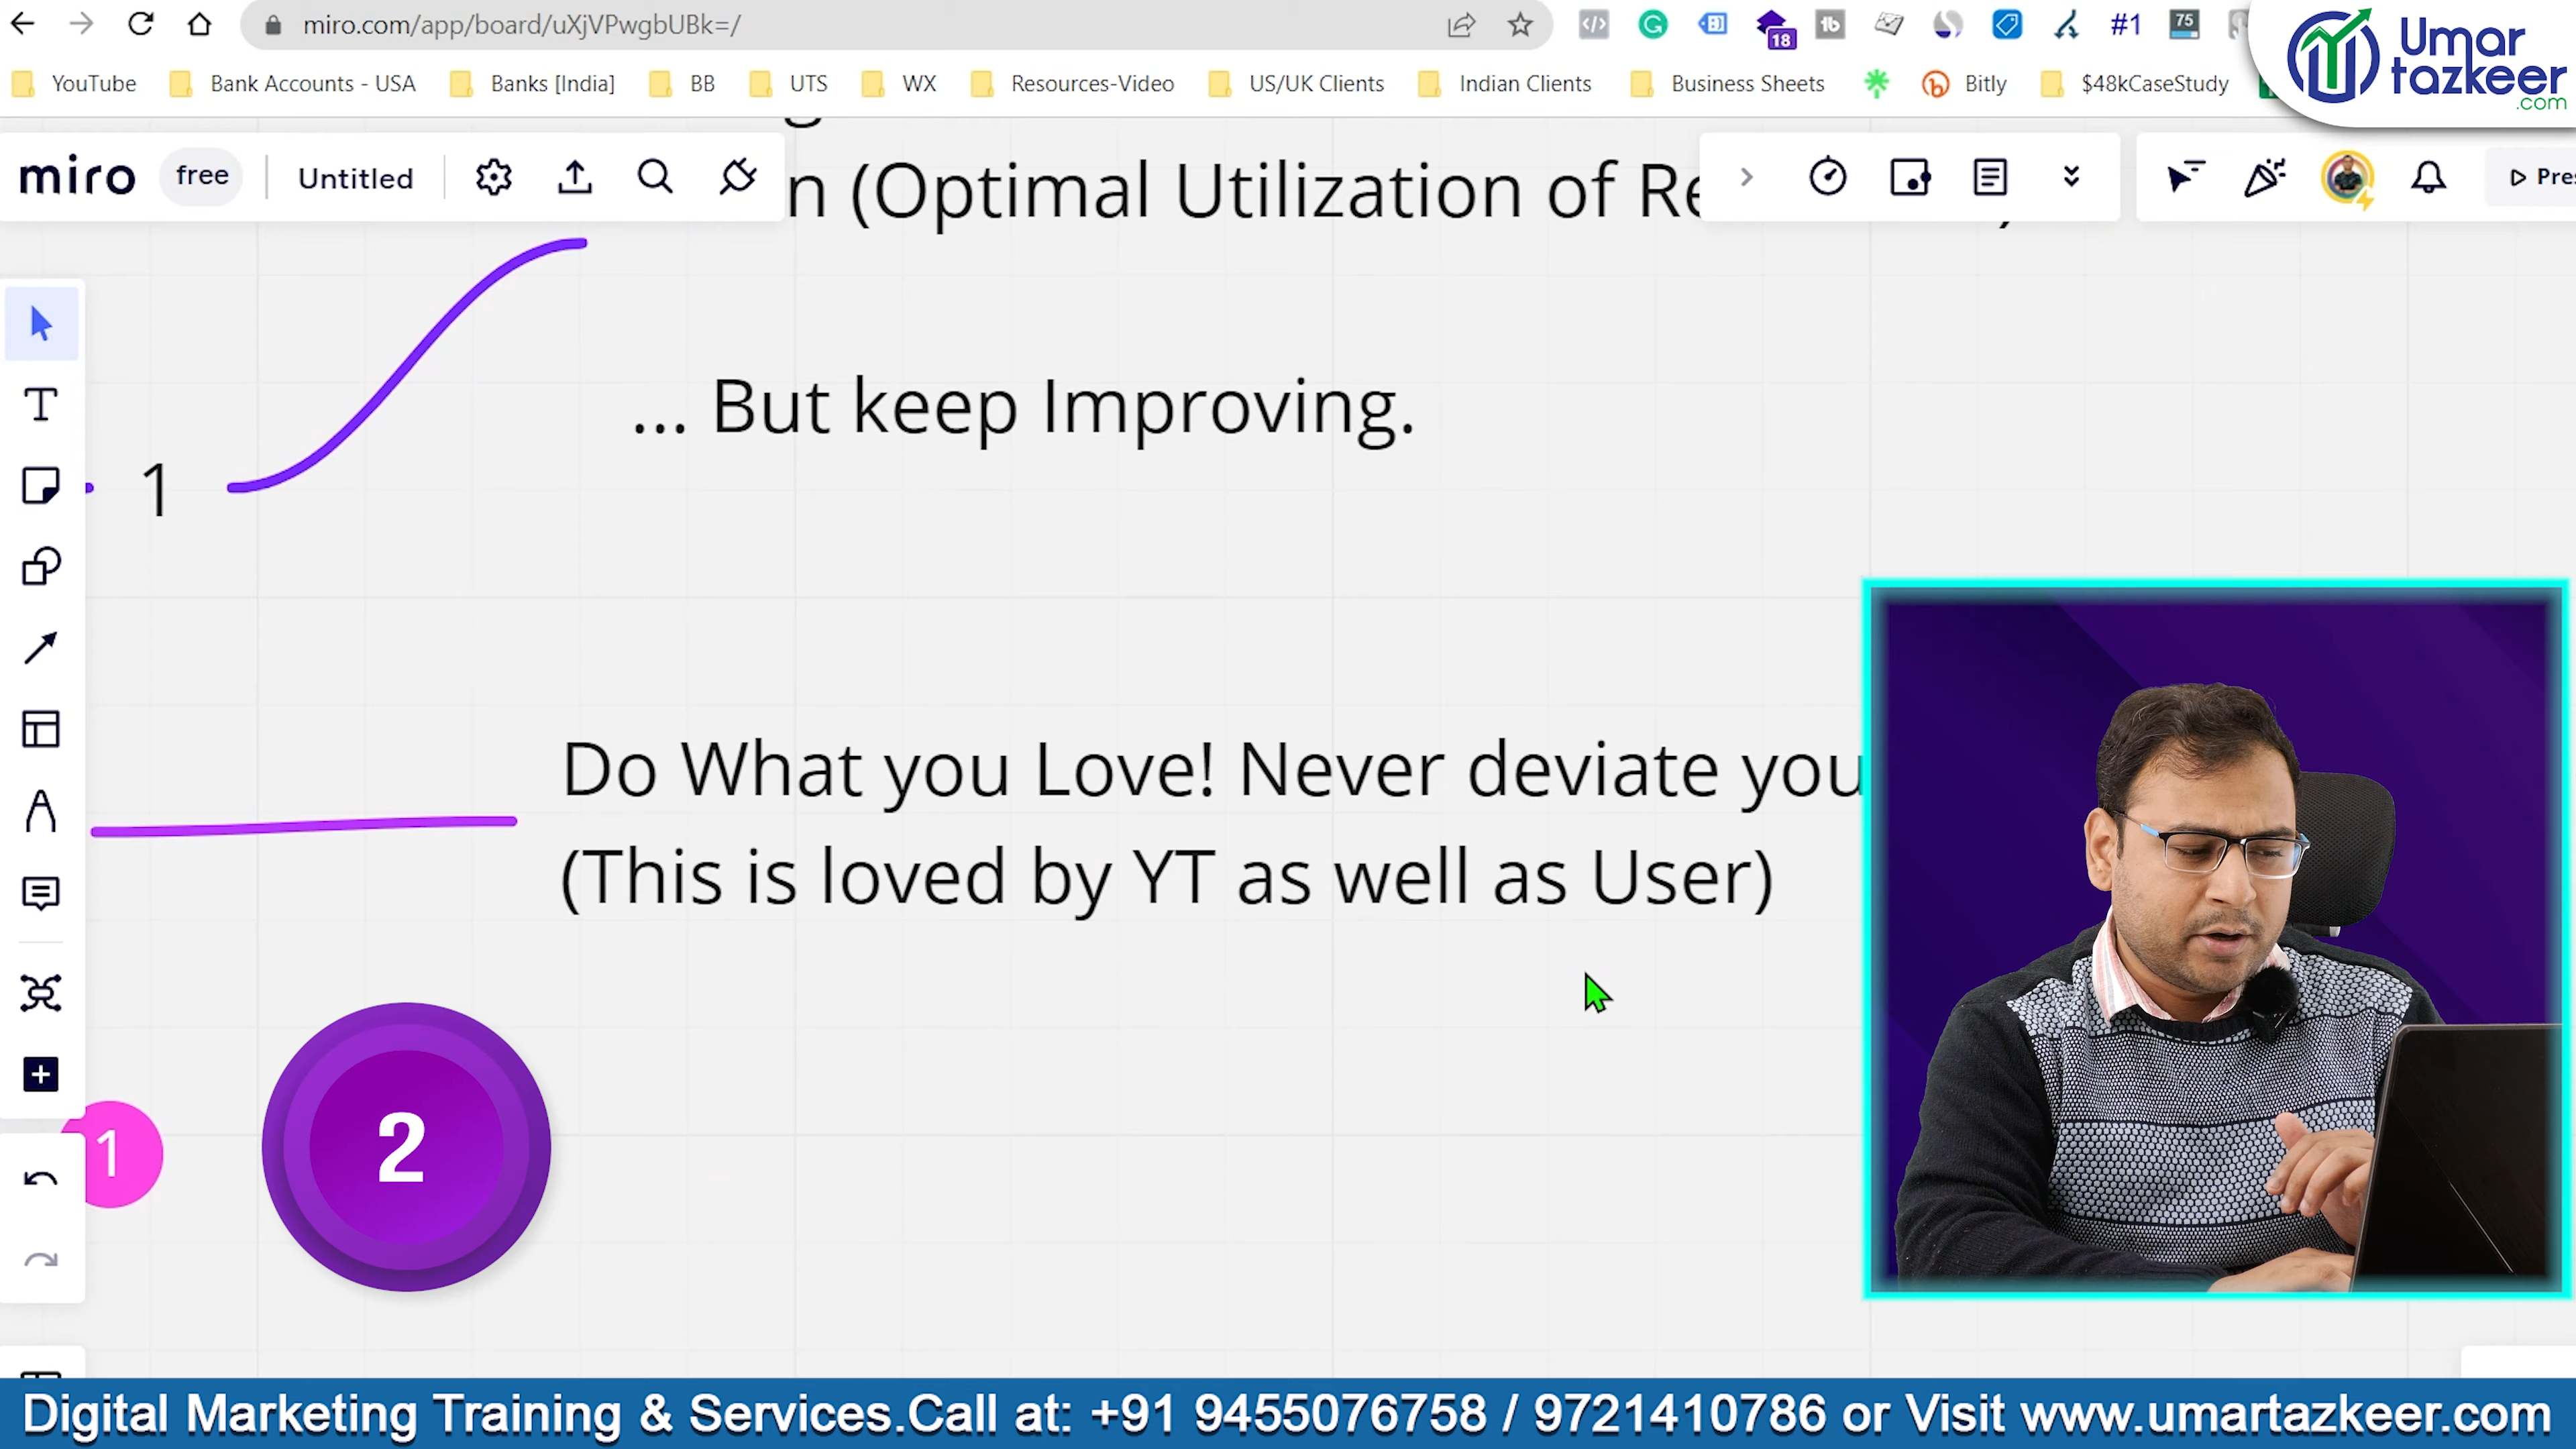 miro.com/app/board/uXjVPwgbUBk=/
18
#1
75
Umar
tazkeer
.com
YouTube
Bank Accounts - USA
Banks [India]
BB
UTS
WX
Resources-Video
US/UK Clients
Indian Clients
Business Sheets
Bitly
$48kCaseStudy
miro
free
Untitled
n (Optimal Utilization of Re
Pres
... But keep Improving.
1
Do What you Love! Never deviate you
(This is loved by YT as well as User)
1
2
Digital Marketing Training & Services.Call at: +91 9455076758 / 9721410786 or Visit www.umartazkeer.com